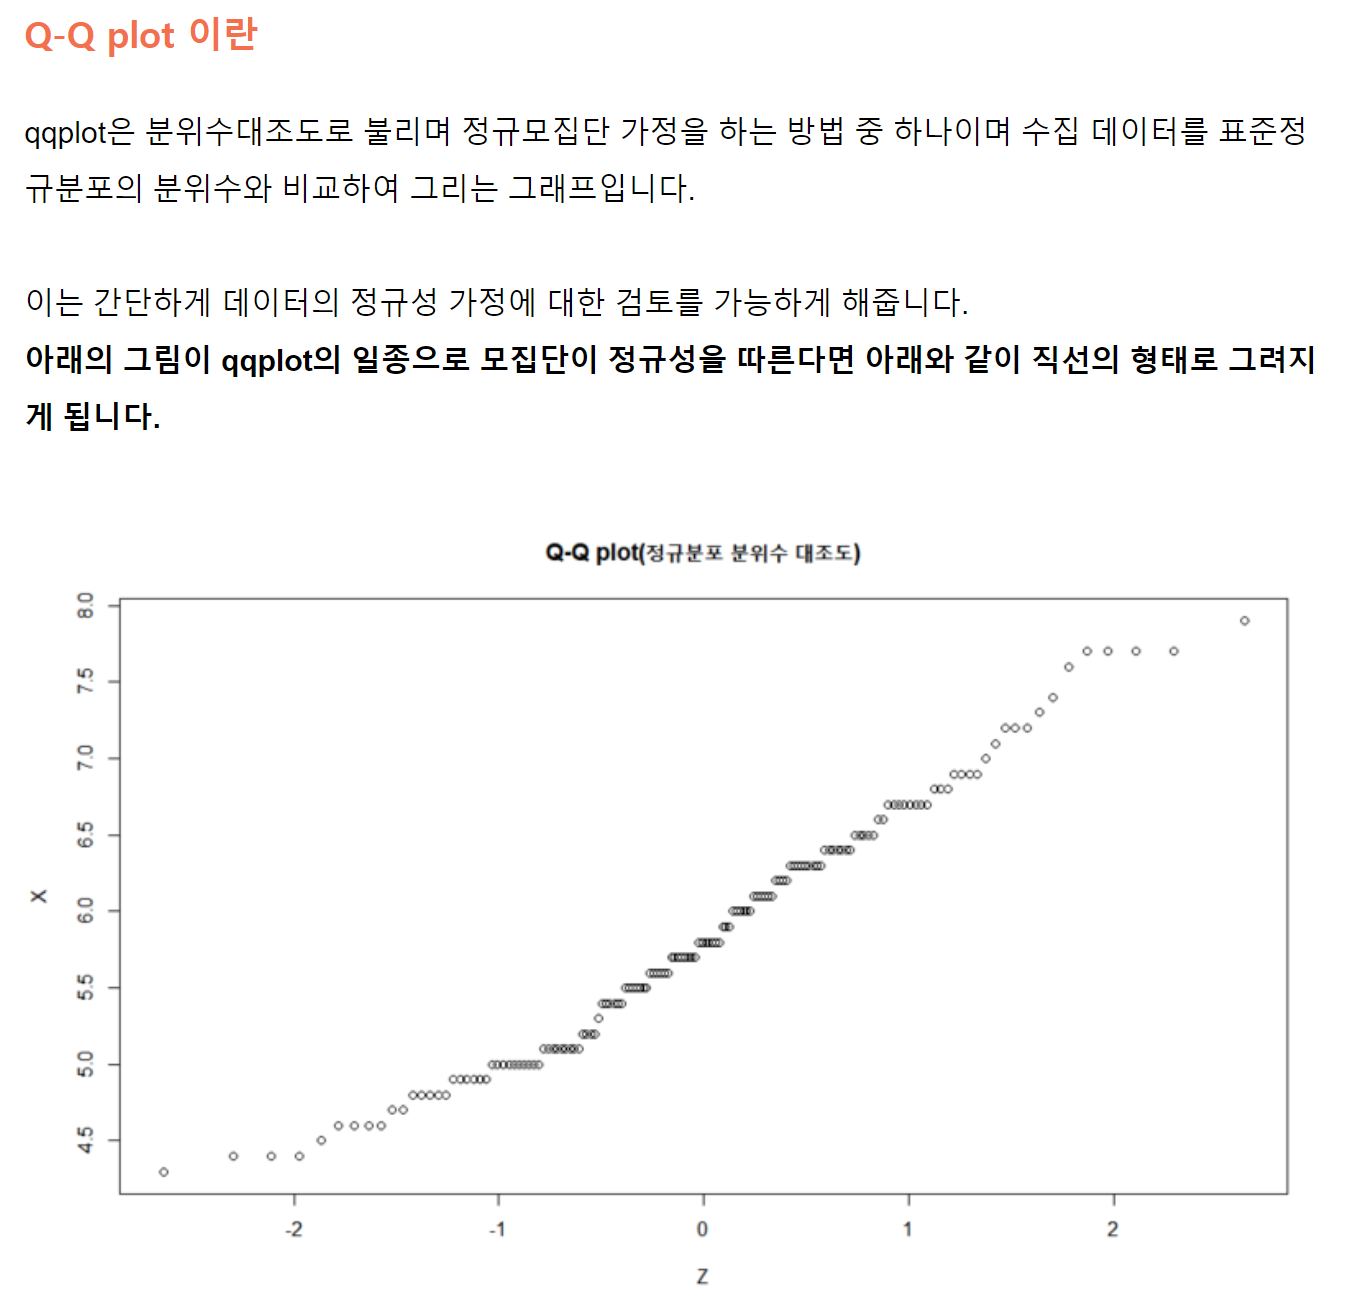 Q-Q plot 이란
qqplot은 분위수대조도로 불리며 정규모집단 가정을 하는 방법 중 하나이며 수집 데이터를 표준정
규분포의 분위수와 비교하여 그리는 그래프입니다.
이는 간단하게 데이터의 정규성 가정에 대한 검토를 가능하게 해줍니다.
아래의 그림이 qqplot의 일종으로 모집단이 정규성을 따른다면 아래와 같이 직선의 형태로 그려지
게 됩니다.
Q-Q plot(정규분포 분위수 대조도)
8.0
7.5
7.0
6.5
6.0
5.5
5.0
4.5
X
-2 -1 0 1 2
Z